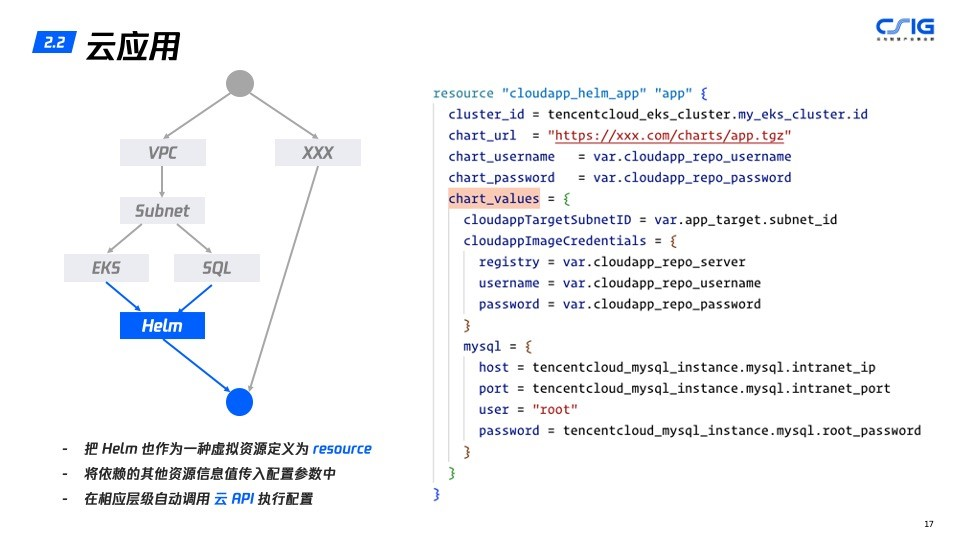 2.2
云应用
CSIG
VPC
XXX
Subnet
EKS
SQL
Helm
- 把 Helm 也作为一种虚拟资源定义为 resource
- 将依赖的其他资源信息值传入配置参数中
- 在相应层级自动调用 云 API 执行配置
resource "cloudapp_helm_app" "app" {
cluster_id = tencentcloud_eks_cluster.my_eks_cluster.id
chart_url = "https://xxx.com/charts/app.tgz"
chart_username = var.cloudapp_repo_username
chart_password = var.cloudapp_repo_password
chart_values = {
cloudappTargetSubnetID = var.app_target.subnet_id
cloudappImageCredentials = {
registry = var.cloudapp_repo_server
username = var.cloudapp_repo_username
password = var.cloudapp_repo_password
}
mysql = {
host = tencentcloud_mysql_instance.mysql.intranet_ip
port = tencentcloud_mysql_instance.mysql.intranet_port
user = "root"
password = tencentcloud_mysql_instance.mysql.root_password
}
}
}
17